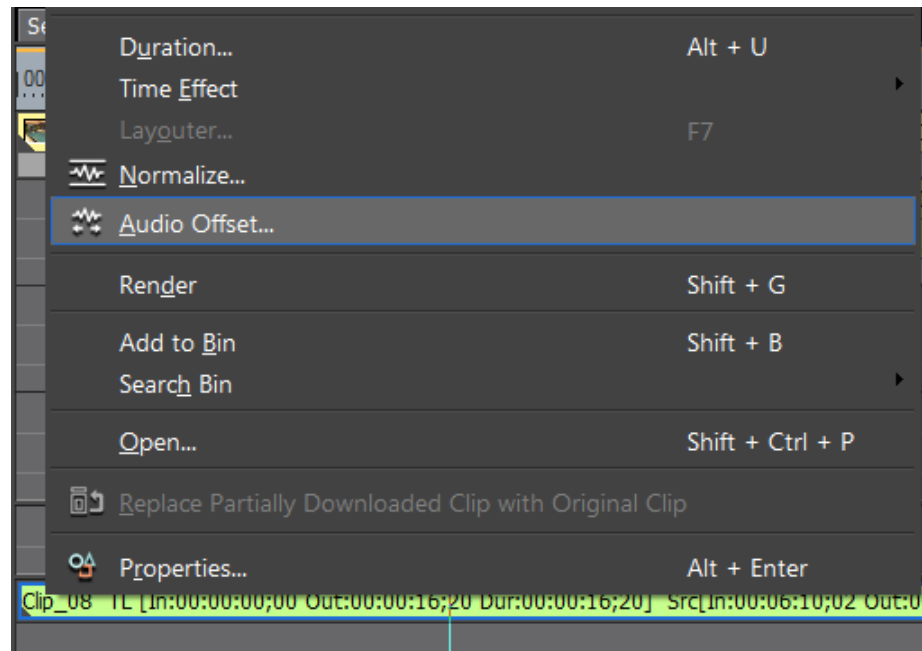 Se
Duration... Alt + U
00
Time Effect
Layouter... F7
Normalize...
Audio Offset...
Render Shift + G
Add to Bin Shift + B
Search Bin
Open... Shift + Ctrl + P
Replace Partially Downloaded Clip with Original Clip
Properties... Alt + Enter
Clip_08 TL [In:00:00:00;00 Out:00:00:16;20 Dur:00:00:16;20] Src[In:00:06:10;02 Out:0